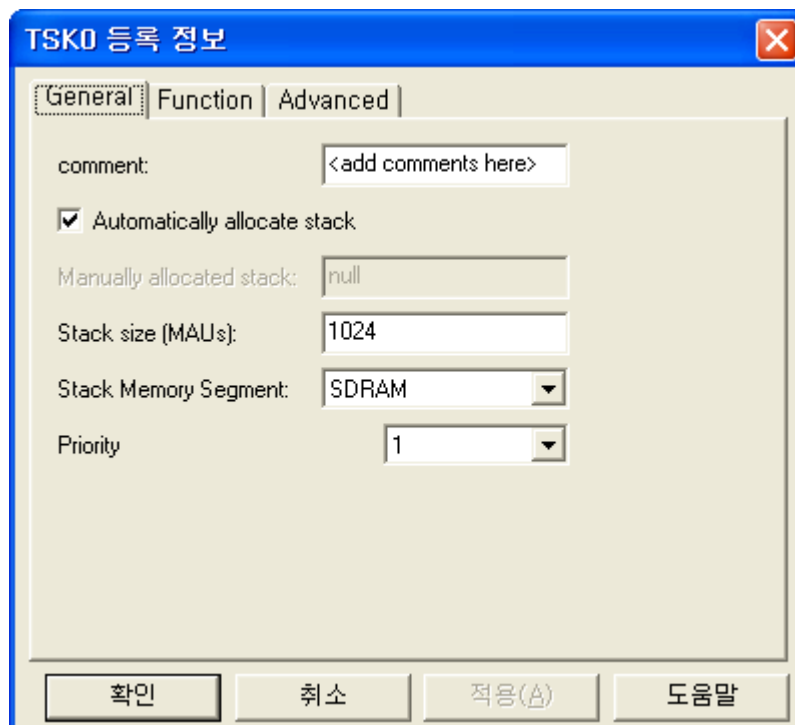 TSK0 등록 정보
General Function Advanced
comment: <add comments here>
Automatically allocate stack
Manually allocated stack: null
Stack size (MAUs): 1024
Stack Memory Segment: SDRAM
Priority 1
확인 취소 적용(A) 도움말